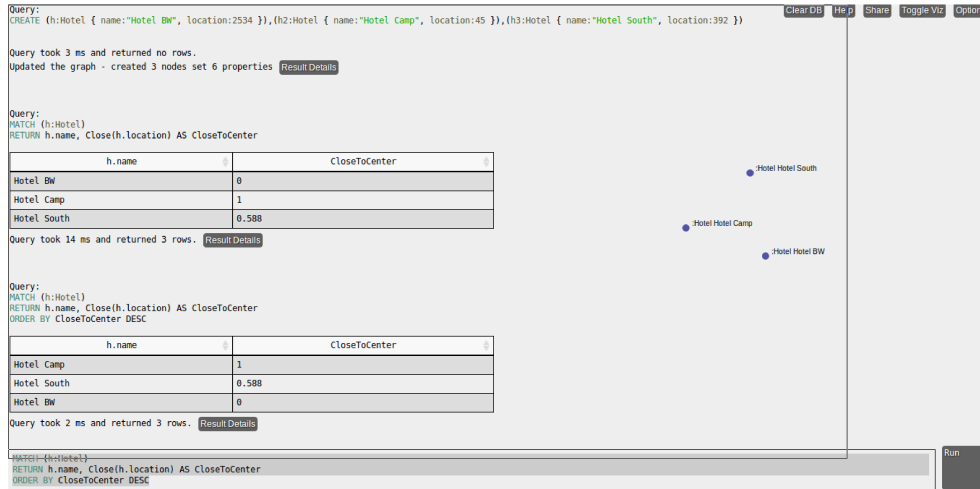 Query:
CREATE (h:Hotel { name:"Hotel BW", location:2534 }),(h2:Hotel { name:"Hotel Camp", location:45 }),(h3:Hotel { name:"Hotel South", location:392 })
Clear DB Help Share Toggle Viz Option
Query took 3 ms and returned no rows.
Updated the graph - created 3 nodes set 6 properties Result Details
Query:
MATCH (h:Hotel)
RETURN h.name, Close(h.location) AS CloseToCenter
h.name CloseToCenter
Hotel BW 0
Hotel Camp 1
Hotel South 0.588
Query took 14 ms and returned 3 rows. Result Details
:Hotel Hotel South
:Hotel Hotel Camp
:Hotel Hotel BW
Query:
MATCH (h:Hotel)
RETURN h.name, Close(h.location) AS CloseToCenter
ORDER BY CloseToCenter DESC
h.name CloseToCenter
Hotel Camp 1
Hotel South 0.588
Hotel BW 0
Query took 2 ms and returned 3 rows. Result Details
MATCH (h:Hotel)
RETURN h.name, Close(h.location) AS CloseToCenter
ORDER BY CloseToCenter DESC
Run